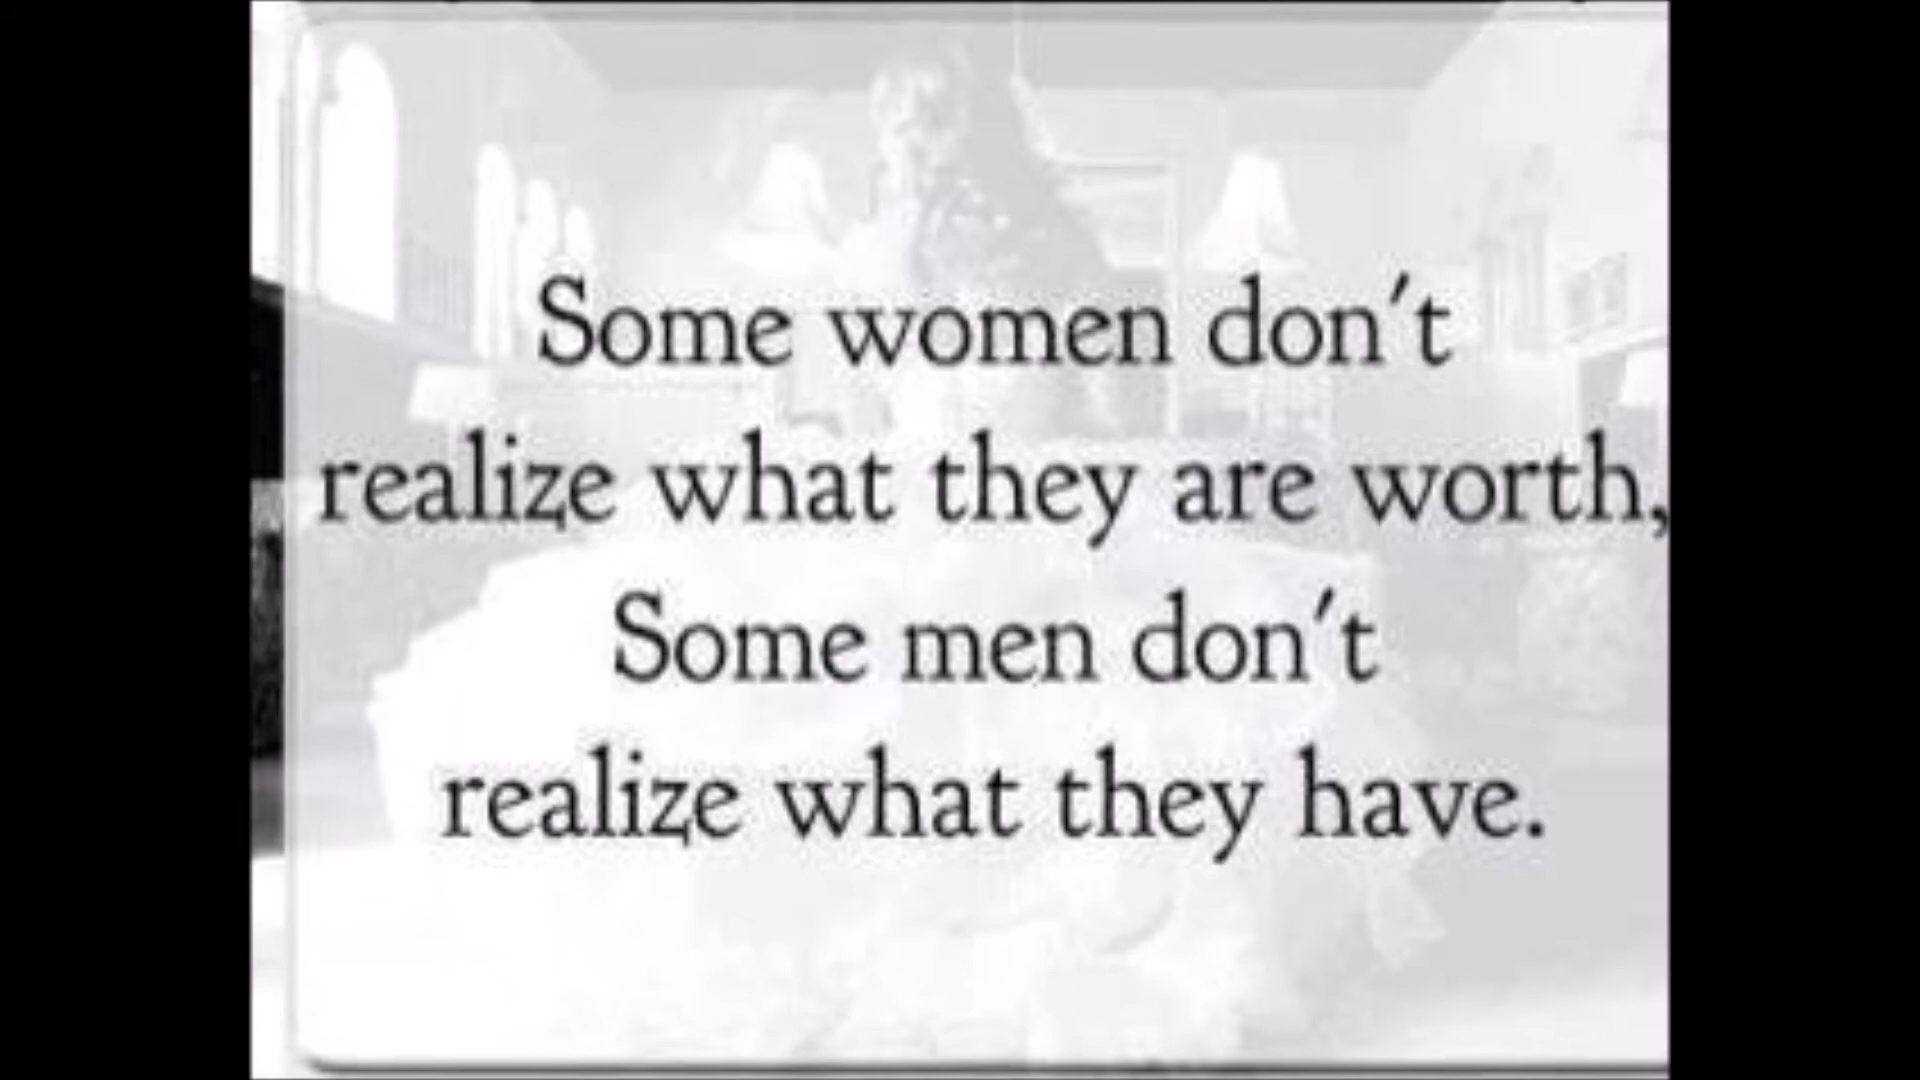 Some women don't
realize what they are worth,
Some men don't
realize what they have.